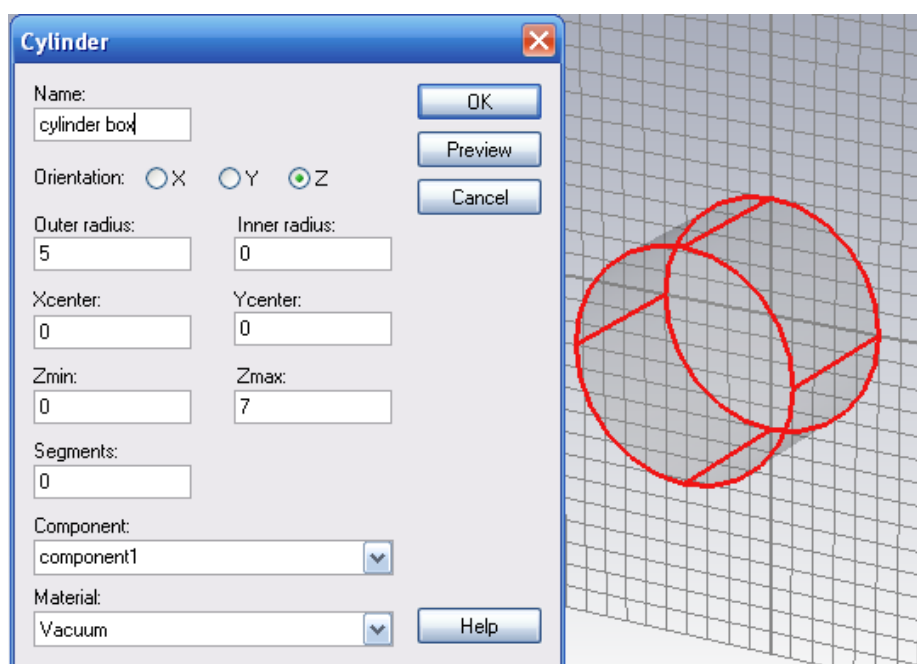 Cylinder
Name:
cylinder box
OK
Preview
Cancel
Orientation: X Y Z
Outer radius: Inner radius:
5 0
Xcenter: Ycenter:
0 0
Zmin: Zmax:
0 7
Segments:
0
Component:
component1
Material:
Vacuum
Help